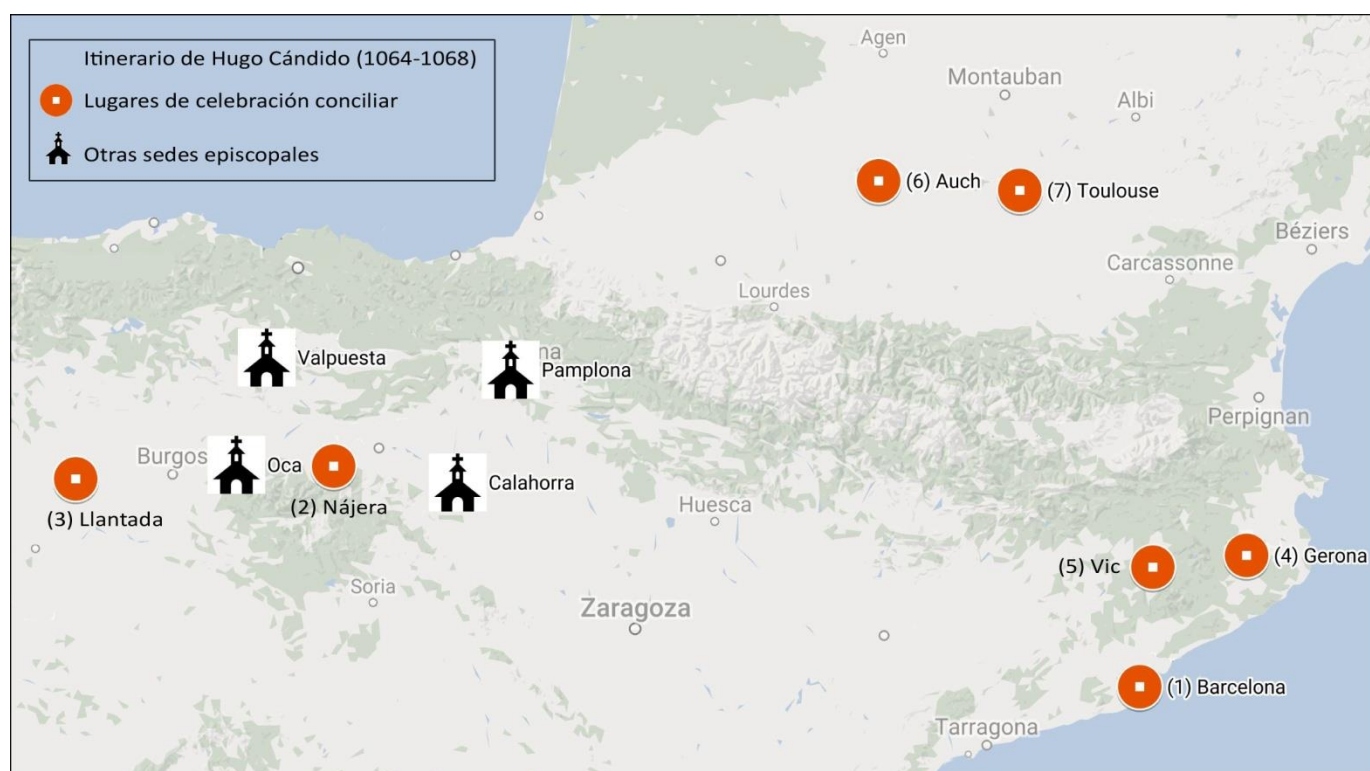 Itinerario de Hugo Cándido (1064-1068)
Lugares de celebración conciliar
Otras sedes episcopales
Agen
Montauban
Albi
(6) Auch
(7) Toulouse
Béziers
Carcassonne
Lourdes
Valpuesta
na
Pamplona
Perpignan
Burgos
Oca
(2) Nájera
Calahorra
(3) Llantada
Huesca
(5) Vic
(4) Gerona
Soria
Zaragoza
(1) Barcelona
Tarragona